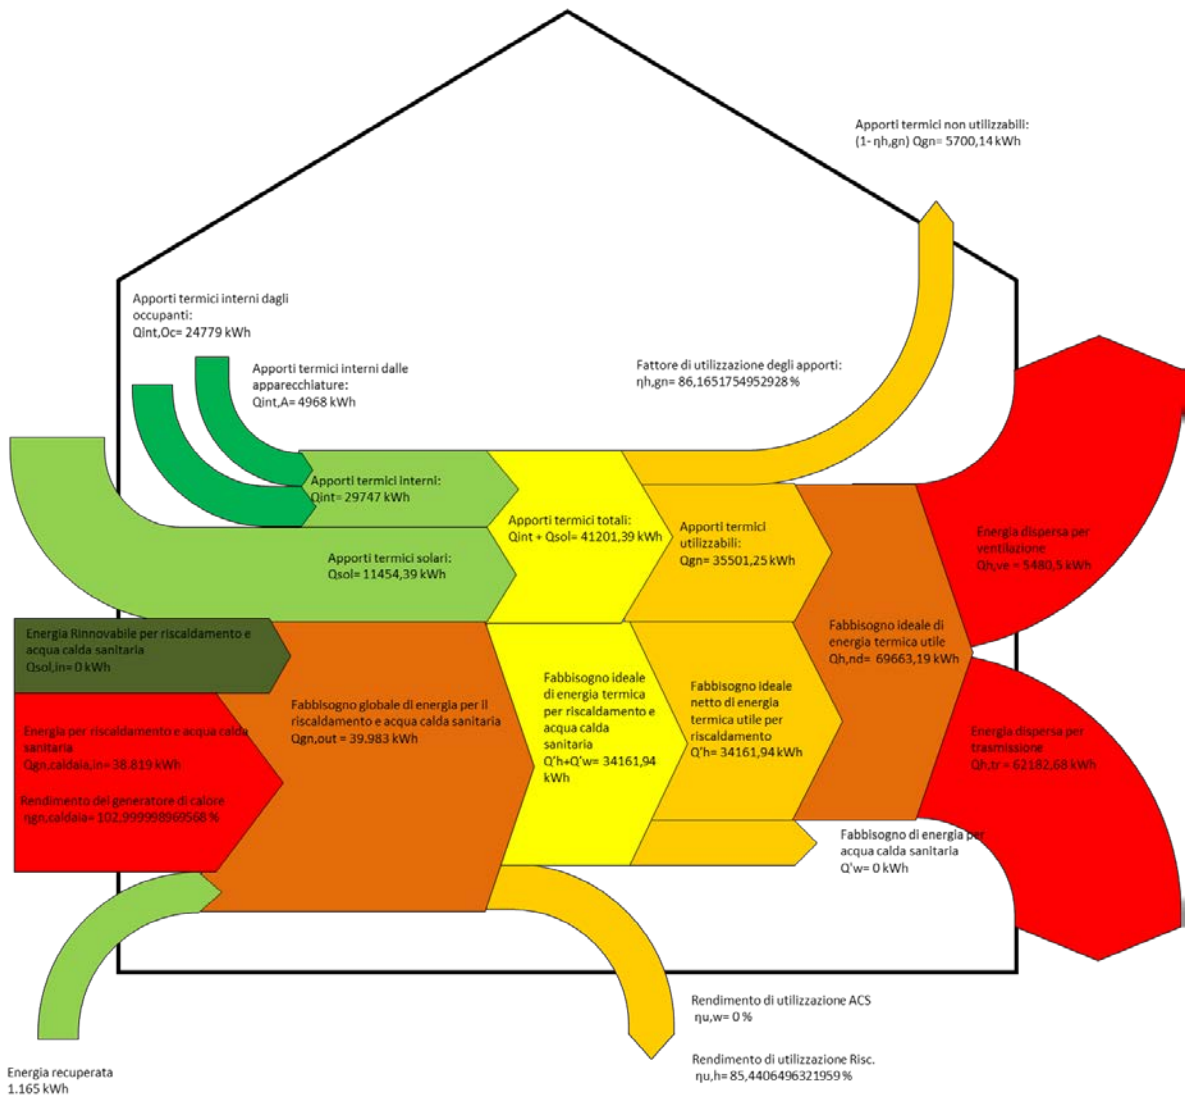 Apporti termici non utilizzabili:
(1- ηh,gn) Qgn= 5700,14 kWh
Apporti termici interni dagli
occupanti:
Qint,Oc= 24779 kWh
Apporti termici interni dalle
apparecchiature:
Qint,A= 4968 kWh
Fattore di utilizzazione degli apporti:
ηh,gn= 86,1651754952928 %
Apporti termici interni:
Qint= 29747 kWh
Apporti termici totali:
Qint + Qsol= 41201,39 kWh
Apporti termici
utilizzabili:
Qgn= 35501,25 kWh
Energia dispersa per
ventilazione
Qh,ve = 5480,5 kWh
Apporti termici solari:
Qsol= 11454,39 kWh
Energia Rinnovabile per riscaldamento e
acqua calda sanitaria
Qsol,in= 0 kWh
Fabbisogno ideale di
energia termica utile
Qh,nd= 69663,19 kWh
Fabbisogno globale di energia per il
riscaldamento e acqua calda sanitaria
Qgn,out = 39.983 kWh
Fabbisogno ideale
di energia termica
per riscaldamento e
acqua calda
sanitaria
Q'h+Q'w= 34161,94
kWh
Fabbisogno ideale
netto di energia
termica utile per
riscaldamento
Q'h= 34161,94 kWh
Energia per riscaldamento e acqua calda
sanitaria
Qgn,caldaia,in= 38.819 kWh
Rendimento del generatore di calore
ηgn,caldaia= 102,999998969568 %
Energia dispersa per
trasmissione
Qh,tr = 62182,68 kWh
Fabbisogno di energia per
acqua calda sanitaria
Q'w= 0 kWh
Rendimento di utilizzazione ACS
ηu,w= 0 %
Rendimento di utilizzazione Risc.
ηu,h= 85,4406496321959 %
Energia recuperata
1.165 kWh